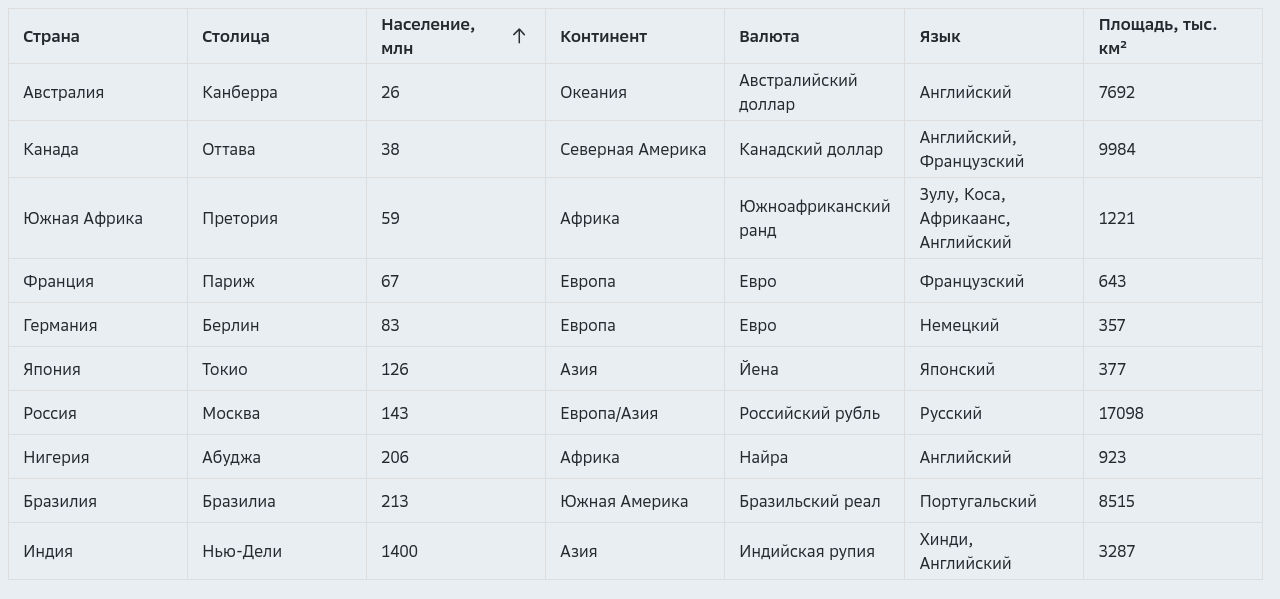 Страна Столица Население, млн ↑ Континент Валюта Язык Площадь, тыс. км²
Австралия Канберра 26 Океания Австралийский доллар Английский 7692
Канада Оттава 38 Северная Америка Канадский доллар Английский, Французский 9984
Южная Африка Претория 59 Африка Южноафриканский ранд Зулу, Коса, Африкаанс, Английский 1221
Франция Париж 67 Европа Евро Французский 643
Германия Берлин 83 Европа Евро Немецкий 357
Япония Токио 126 Азия Йена Японский 377
Россия Москва 143 Европа/Азия Российский рубль Русский 17098
Нигерия Абуджа 206 Африка Найра Английский 923
Бразилия Бразилиа 213 Южная Америка Бразильский реал Португальский 8515
Индия Нью-Дели 1400 Азия Индийская рупия Хинди, Английский 3287